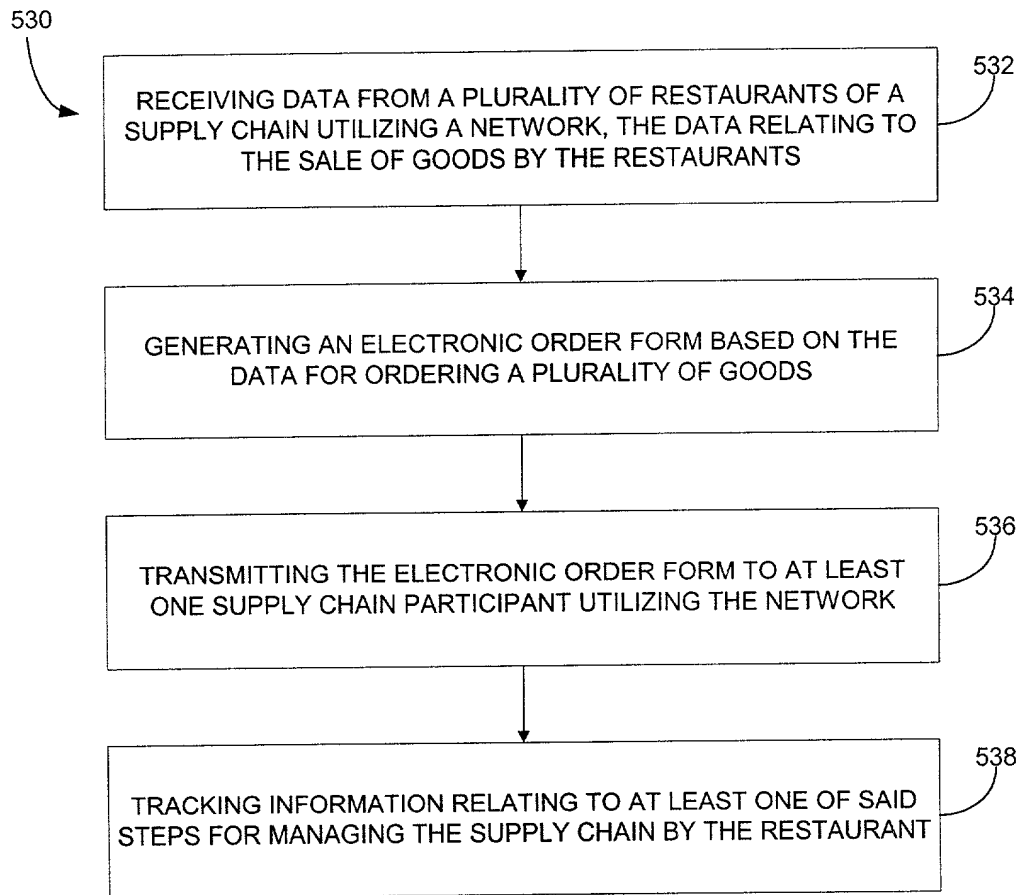 530
532
RECEIVING DATA FROM A PLURALITY OF RESTAURANTS OF A
SUPPLY CHAIN UTILIZING A NETWORK, THE DATA RELATING TO
THE SALE OF GOODS BY THE RESTAURANTS
534
GENERATING AN ELECTRONIC ORDER FORM BASED ON THE
DATA FOR ORDERING A PLURALITY OF GOODS
536
TRANSMITTING THE ELECTRONIC ORDER FORM TO AT LEAST
ONE SUPPLY CHAIN PARTICIPANT UTILIZING THE NETWORK
538
TRACKING INFORMATION RELATING TO AT LEAST ONE OF SAID
STEPS FOR MANAGING THE SUPPLY CHAIN BY THE RESTAURANT